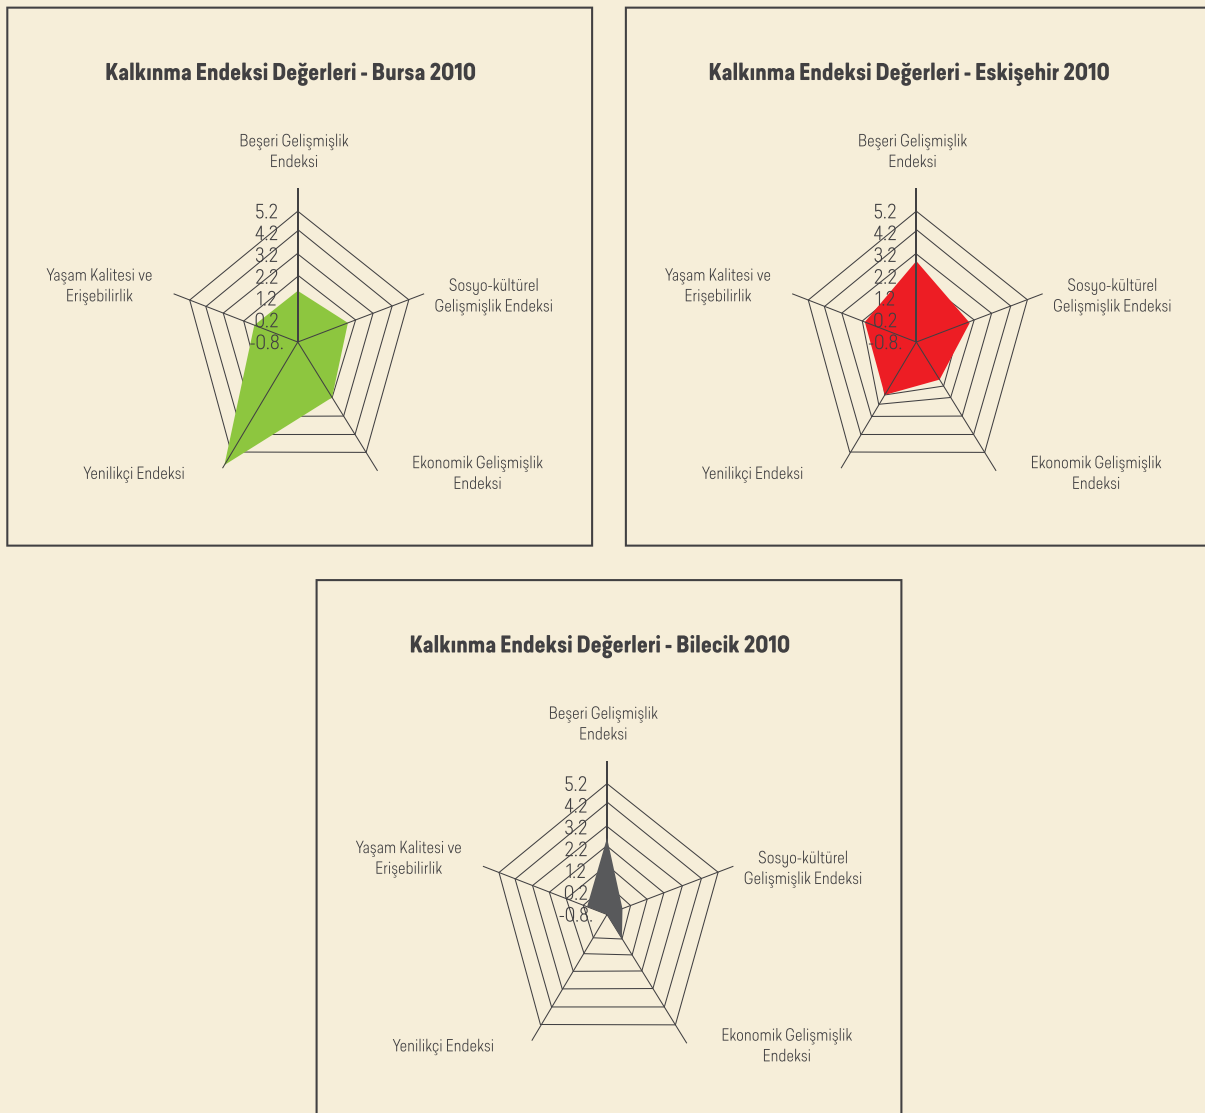 Kalkınma Endeksi Değerleri - Bursa 2010
Beşeri Gelişmişlik
Endeksi
5.2
4.2
3.2
2.2
1.2
0.2
-0.8.
Yaşam Kalitesi ve
Erişebilirlik
Sosyo-kültürel
Gelişmişlik Endeksi
Yenilikçi Endeksi
Ekonomik Gelişmişlik
Endeksi
Kalkınma Endeksi Değerleri - Eskişehir 2010
Beşeri Gelişmişlik
Endeksi
5.2
4.2
3.2
2.2
1.2
0.2
-0.8.
Yaşam Kalitesi ve
Erişebilirlik
Sosyo-kültürel
Gelişmişlik Endeksi
Yenilikçi Endeksi
Ekonomik Gelişmişlik
Endeksi
Kalkınma Endeksi Değerleri - Bilecik 2010
Beşeri Gelişmişlik
Endeksi
5.2
4.2
3.2
2.2
1.2
0.2
-0.8.
Yaşam Kalitesi ve
Erişebilirlik
Sosyo-kültürel
Gelişmişlik Endeksi
Yenilikçi Endeksi
Ekonomik Gelişmişlik
Endeksi